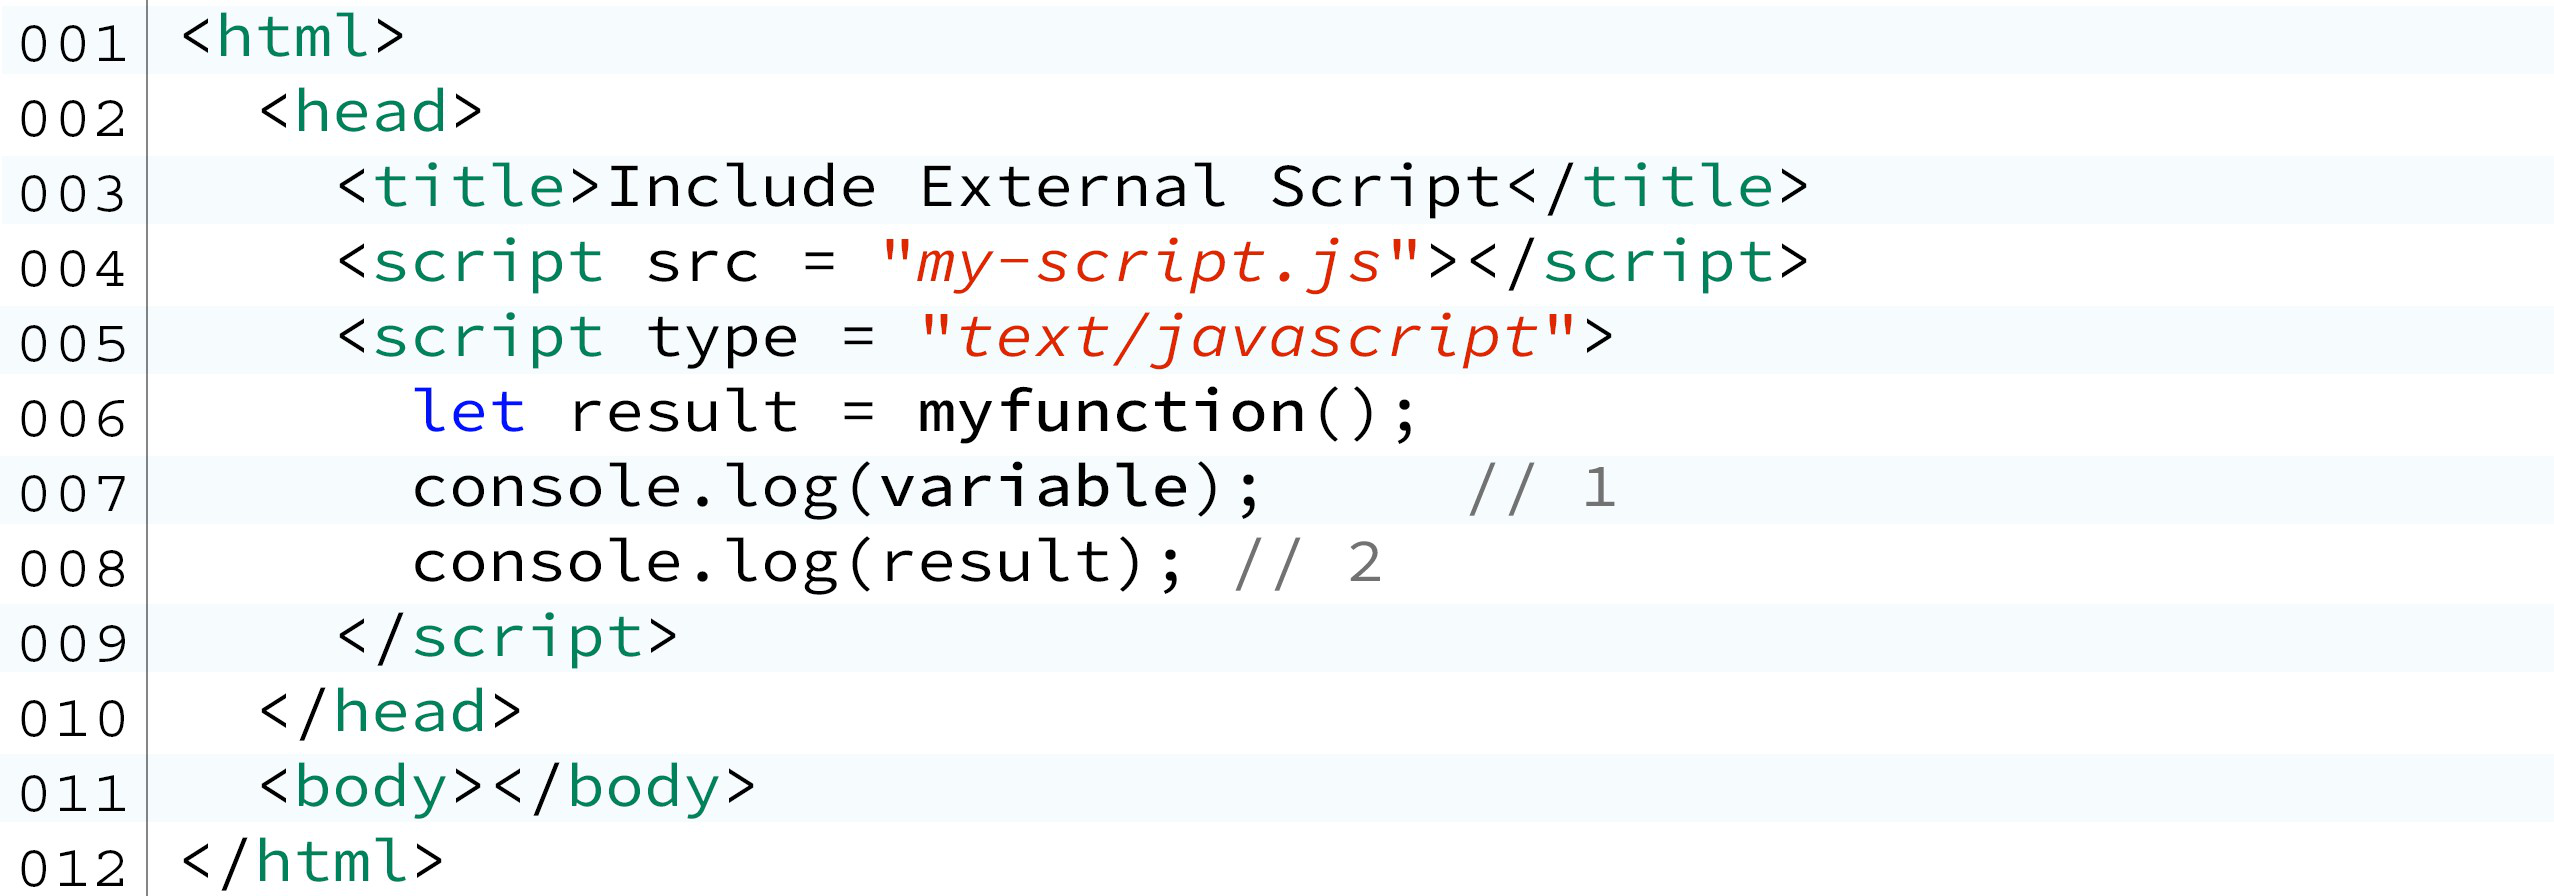 001 <html>
002   <head>
003     <title>Include External Script</title>
004     <script src = "my-script.js"></script>
005     <script type = "text/javascript">
006       let result = myfunction();
007       console.log(variable);     // 1
008       console.log(result); // 2
009     </script>
010   </head>
011   <body></body>
012 </html>